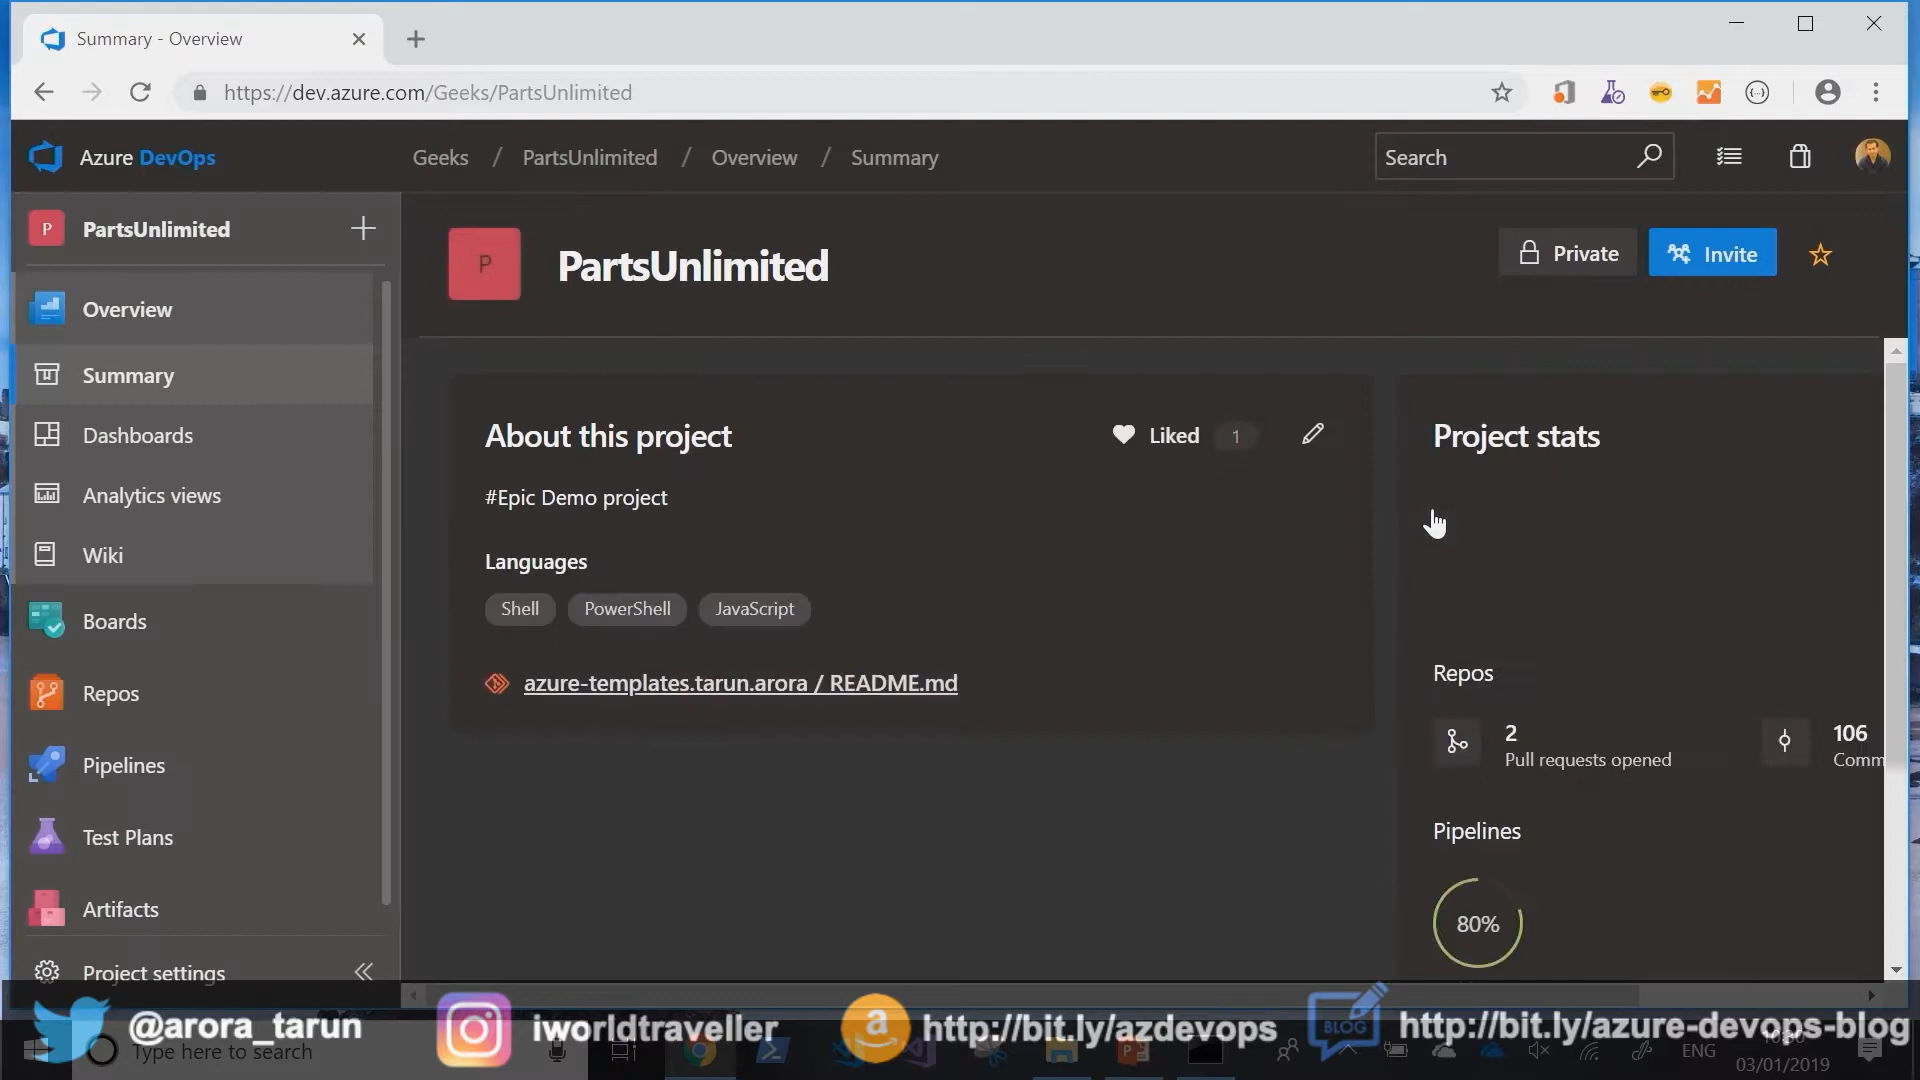 Summary - Overview
https://dev.azure.com/Geeks/PartsUnlimited
Azure DevOps
Geeks / PartsUnlimited / Overview / Summary
Search
P
PartsUnlimited
Overview
Summary
Dashboards
Analytics views
Wiki
Boards
Repos
Pipelines
Test Plans
Artifacts
Project settings
P
PartsUnlimited
Private
Invite
About this project
Liked 1
#Epic Demo project
Languages
Shell PowerShell JavaScript
azure-templates.tarun.arora / README.md
Project stats
Repos
2
Pull requests opened
106
Comm
Pipelines
80%
@arora_tarun
iworldtraveller
http://bit.ly/azdevops
BLOG
http://bit.ly/azure-devops-blog
Type here to search
ENG
03/01/2019